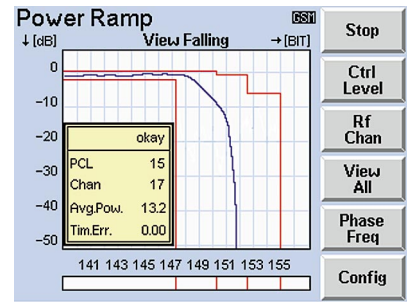 Power Ramp
GSM
↓ [dB]
View Falling
→ [BIT]
0
-10
-20
-30
-40
-50
okay
PCL 15
Chan 17
Avg.Pow. 13.2
Tim.Err. 0.00
141 143 145 147 149 151 153 155
Stop
Ctrl
Level
Rf
Chan
View
All
Phase
Freq
Config